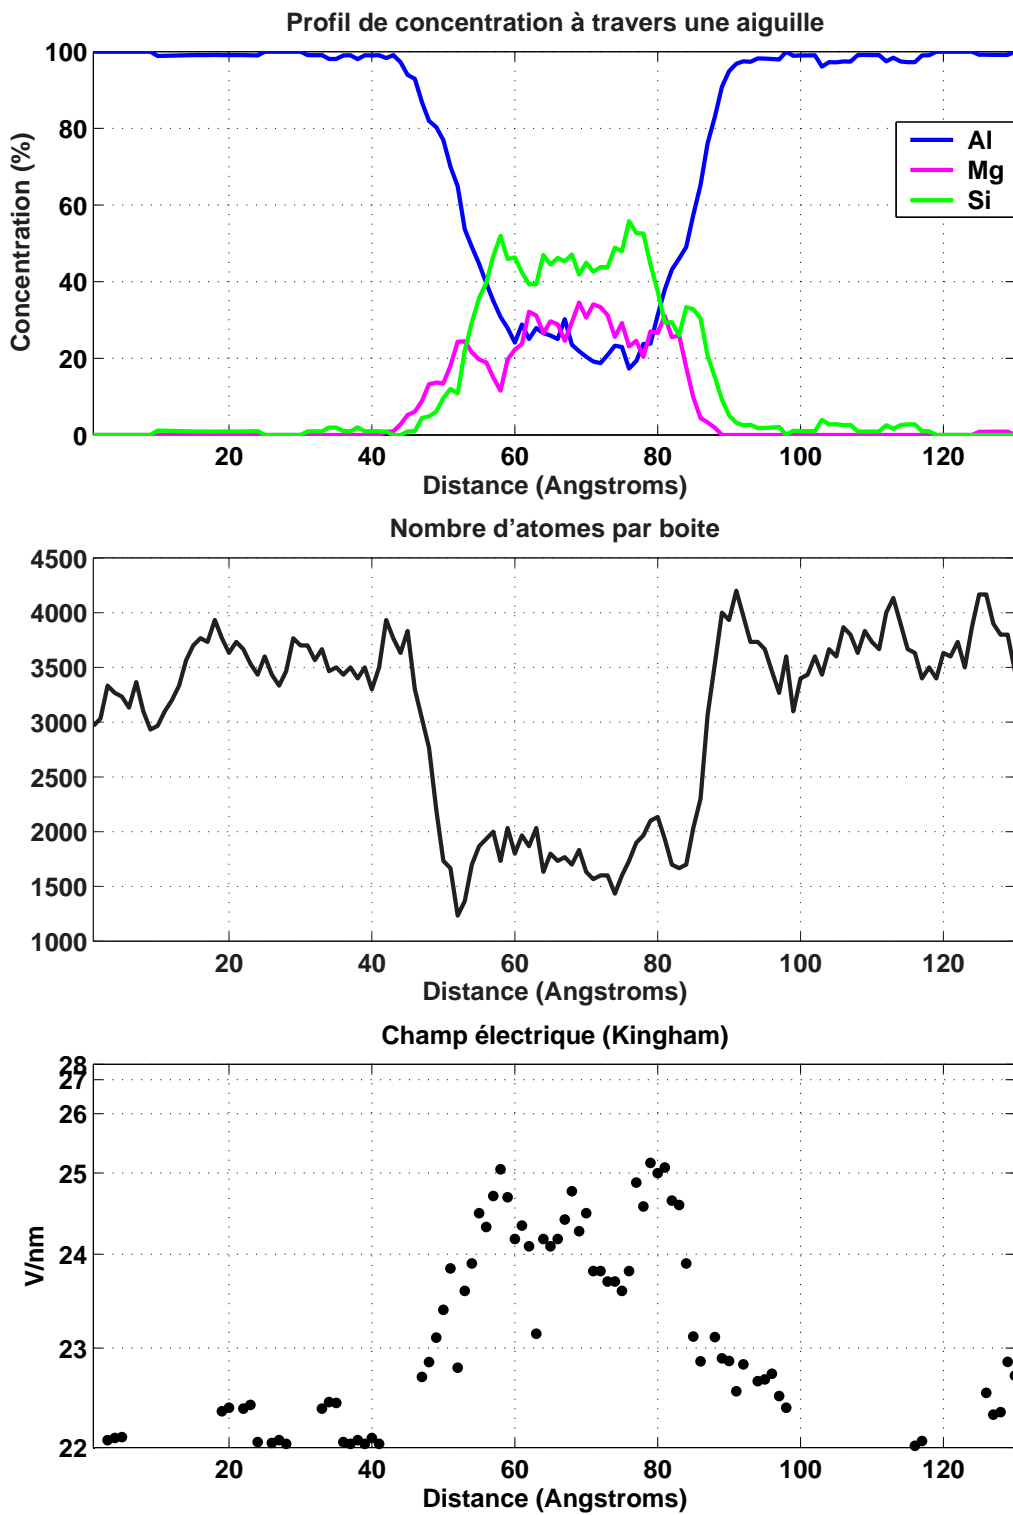 Profil de concentration à travers une aiguille
100
80
60
40
20
0
Concentration (%)
Al
Mg
Si
20 40 60 80 100 120
Distance (Angstroms)
Nombre d’atomes par boite
4500
4000
3500
3000
2500
2000
1500
1000
20 40 60 80 100 120
Distance (Angstroms)
Champ électrique (Kingham)
28
27
26
25
24
23
22
V/nm
20 40 60 80 100 120
Distance (Angstroms)